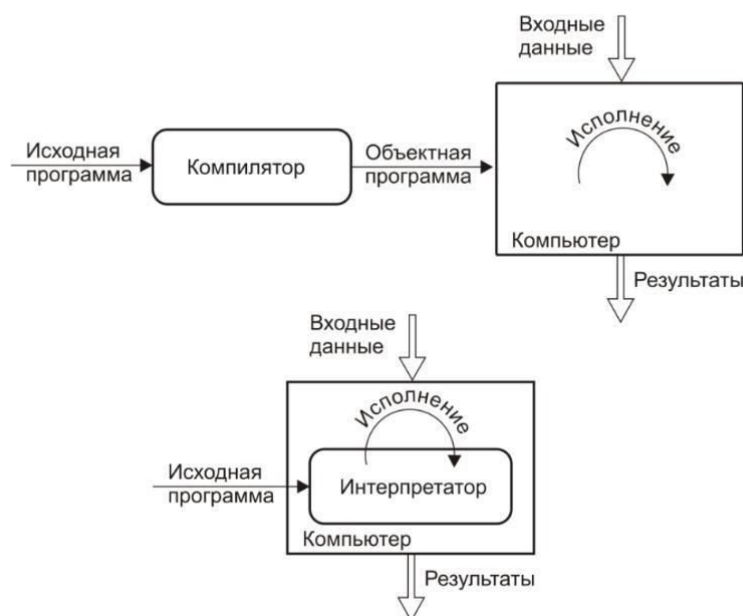 Входные
данные
Исходная
программа
Компилятор
Объектная
программа
Исполнение
Компьютер
Результаты
Входные
данные
Исполнение
Исходная
программа
Интерпретатор
Компьютер
Результаты